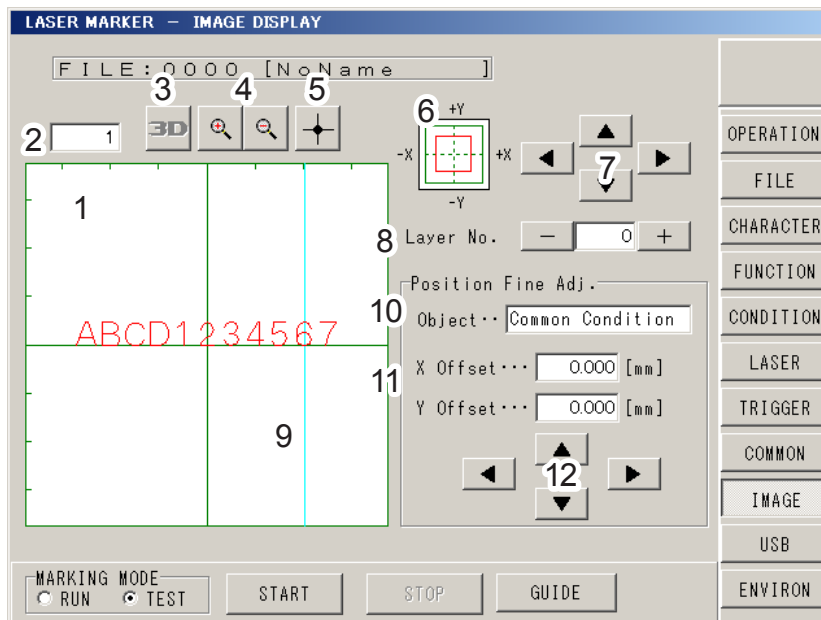 LASER MARKER － IMAGE DISPLAY
FILE:0000 [NoName ]
3 4 5
2 1
3D
6 +Y
-X +X
-Y
7
1
8 Layer No. － 0 ＋
Position Fine Adj.
10 Object·· Common Condition
11 X Offset··· 0.000 [mm]
Y Offset··· 0.000 [mm]
12
ABCD1234567
9
MARKING MODE
RUN TEST
START
STOP
GUIDE
OPERATION
FILE
CHARACTER
FUNCTION
CONDITION
LASER
TRIGGER
COMMON
IMAGE
USB
ENVIRON